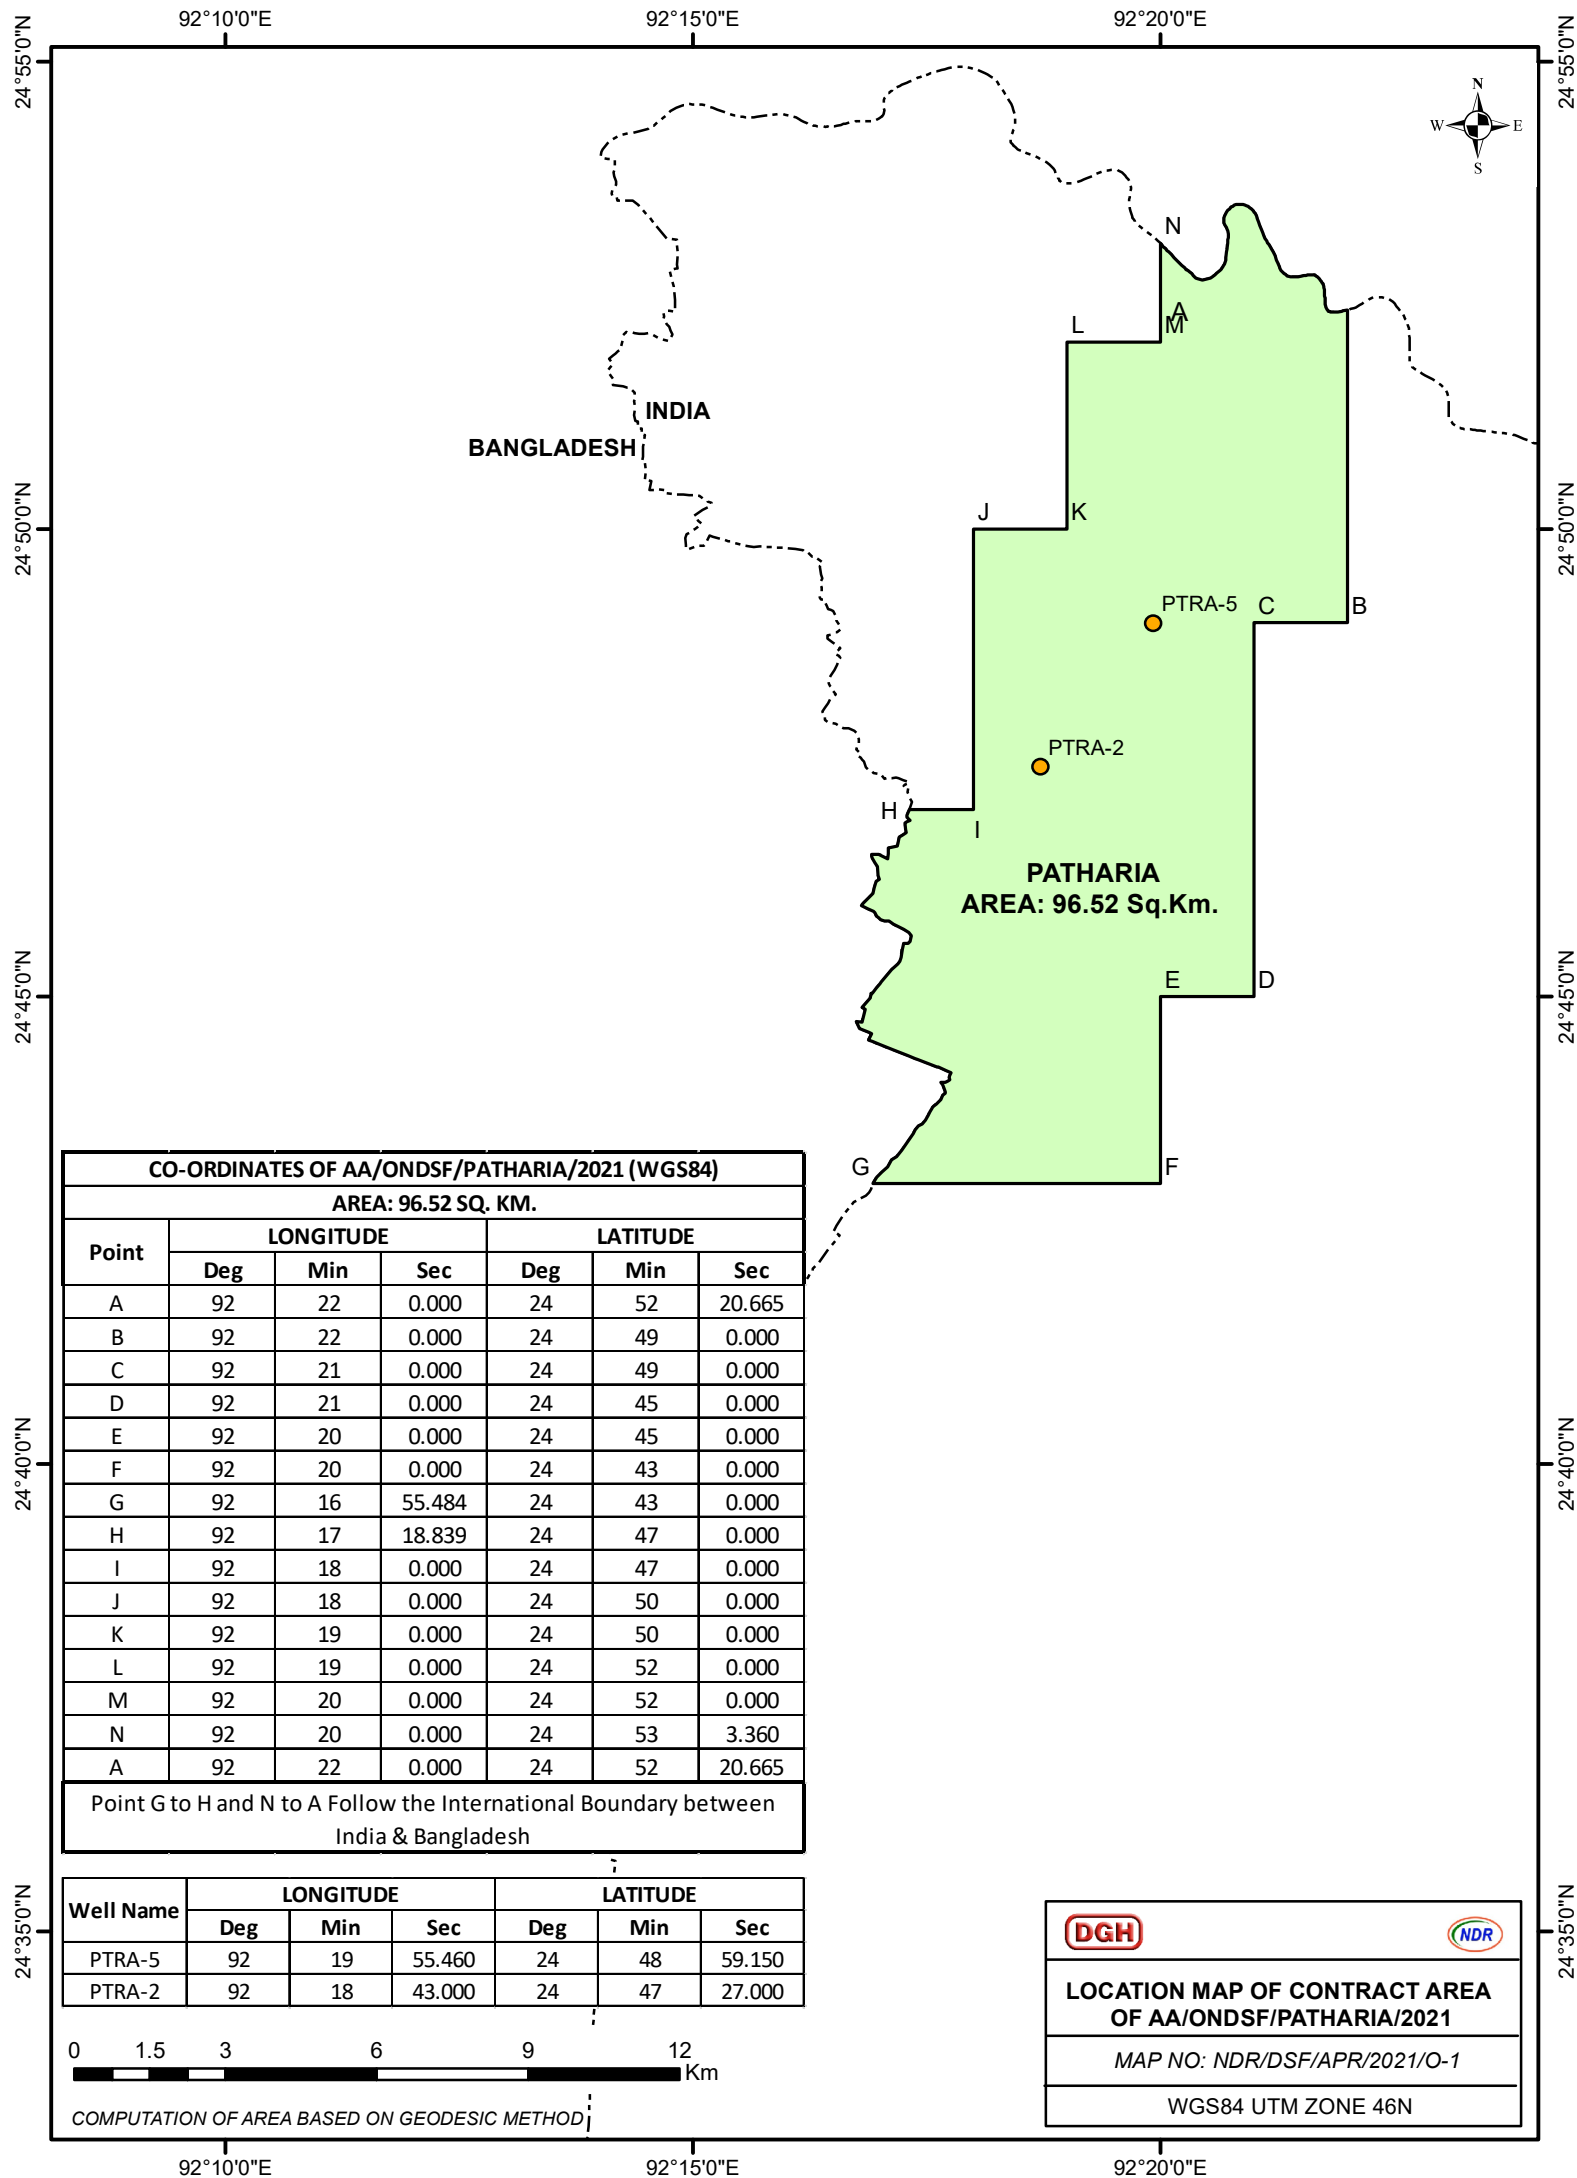 92°10'0"E 92°15'0"E 92°20'0"E
24°55'0"N 24°55'0"N
N
W E
S
N
A
L M
INDIA
BANGLADESH
24°50'0"N 24°50'0"N
J K
PTRA-5 C B
PTRA-2
H
I
PATHARIA
AREA: 96.52 Sq.Km.
24°45'0"N 24°45'0"N
E D
G F
CO-ORDINATES OF AA/ONDSF/PATHARIA/2021 (WGS84)
AREA: 96.52 SQ. KM.
Point LONGITUDE LATITUDE
Deg Min Sec Deg Min Sec
A 92 22 0.000 24 52 20.665
B 92 22 0.000 24 49 0.000
C 92 21 0.000 24 49 0.000
D 92 21 0.000 24 45 0.000
E 92 20 0.000 24 45 0.000
F 92 20 0.000 24 43 0.000
G 92 16 55.484 24 43 0.000
H 92 17 18.839 24 47 0.000
I 92 18 0.000 24 47 0.000
J 92 18 0.000 24 50 0.000
K 92 19 0.000 24 50 0.000
L 92 19 0.000 24 52 0.000
M 92 20 0.000 24 52 0.000
N 92 20 0.000 24 53 3.360
A 92 22 0.000 24 52 20.665
Point G to H and N to A Follow the International Boundary between
India & Bangladesh
24°40'0"N 24°40'0"N
Well Name LONGITUDE LATITUDE
Deg Min Sec Deg Min Sec
PTRA-5 92 19 55.460 24 48 59.150
PTRA-2 92 18 43.000 24 47 27.000
24°35'0"N 24°35'0"N
0 1.5 3 6 9 12
Km
COMPUTATION OF AREA BASED ON GEODESIC METHOD
DGH NDR
LOCATION MAP OF CONTRACT AREA
OF AA/ONDSF/PATHARIA/2021
MAP NO: NDR/DSF/APR/2021/O-1
WGS84 UTM ZONE 46N
92°10'0"E 92°15'0"E 92°20'0"E